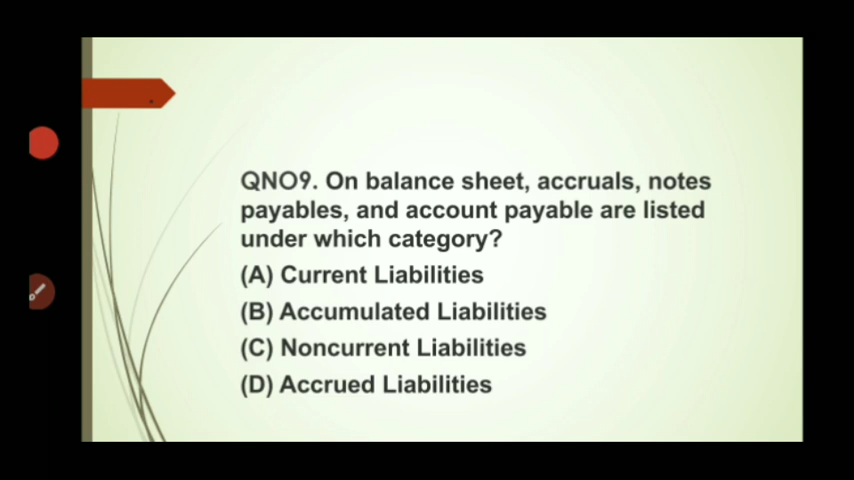 QNO9. On balance sheet, accruals, notes
payables, and account payable are listed
under which category?
(A) Current Liabilities
(B) Accumulated Liabilities
(C) Noncurrent Liabilities
(D) Accrued Liabilities